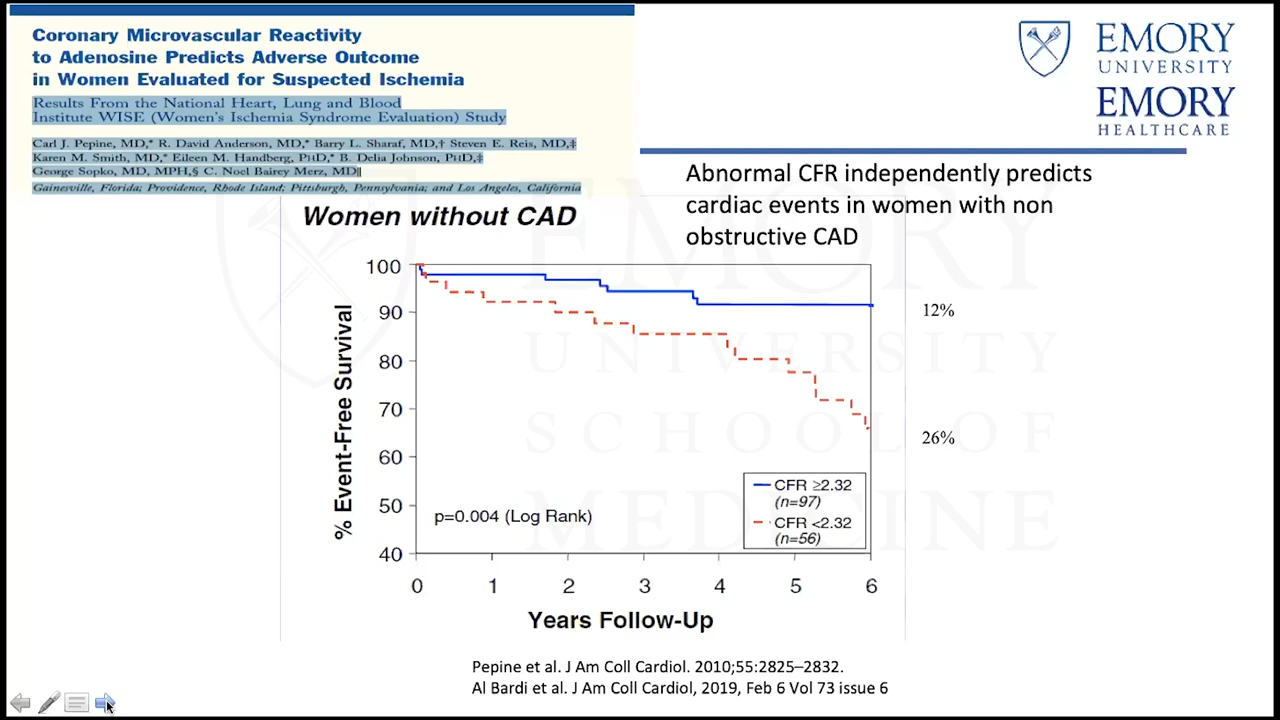 Coronary Microvascular Reactivity
to Adenosine Predicts Adverse Outcome
in Women Evaluated for Suspected Ischemia
Results From the National Heart, Lung and Blood
Institute WISE (Women's Ischemia Syndrome Evaluation) Study
Carl J. Pepine, MD,* R. David Anderson, MD,* Barry L. Sharaf, MD,† Steven E. Reis, MD,‡
Karen M. Smith, MD,* Eileen M. Handberg, PHD,* B. Delia Johnson, PHD,‡
George Sopko, MD, MPH,§ C. Noel Bairey Merz, MD||
Gainesville, Florida; Providence, Rhode Island; Pittsburgh, Pennsylvania; and Los Angeles, California
EMORY
UNIVERSITY
EMORY
HEALTHCARE
Abnormal CFR independently predicts
cardiac events in women with non
obstructive CAD
Women without CAD
% Event-Free Survival
100
90
80
70
60
50
40
12%
26%
p=0.004 (Log Rank)
CFR ≥2.32
(n=97)
CFR <2.32
(n=56)
0 1 2 3 4 5 6
Years Follow-Up
EMORY
UNIVERSITY
SCHOOL OF
MEDICINE
Pepine et al. J Am Coll Cardiol. 2010;55:2825–2832.
Al Bardi et al. J Am Coll Cardiol, 2019, Feb 6 Vol 73 issue 6